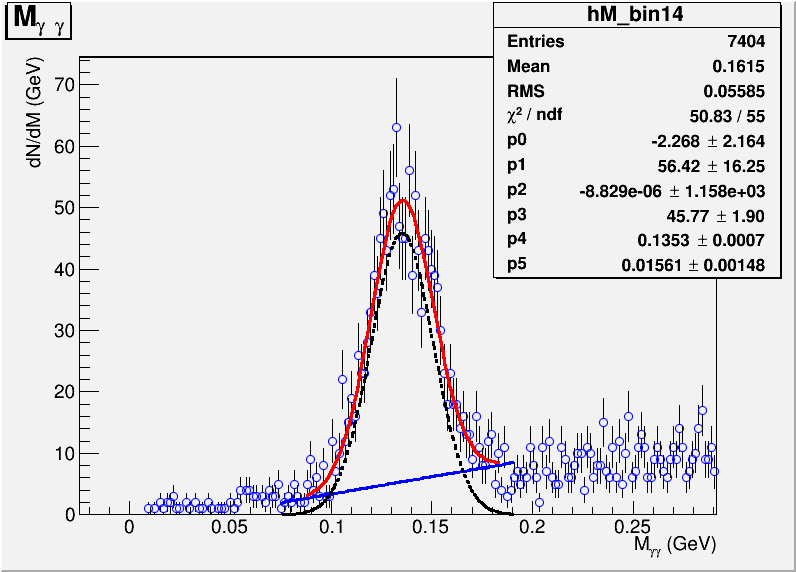 Mγ γ
hM_bin14
Entries 7404
Mean 0.1615
RMS 0.05585
χ² / ndf 50.83 / 55
p0 -2.268 ± 2.164
p1 56.42 ± 16.25
p2 -8.829e-06 ± 1.158e+03
p3 45.77 ± 1.90
p4 0.1353 ± 0.0007
p5 0.01561 ± 0.00148
dN/dM (GeV)
70
60
50
40
30
20
10
0
0 0.05 0.1 0.15 0.2 0.25
Mγγ (GeV)